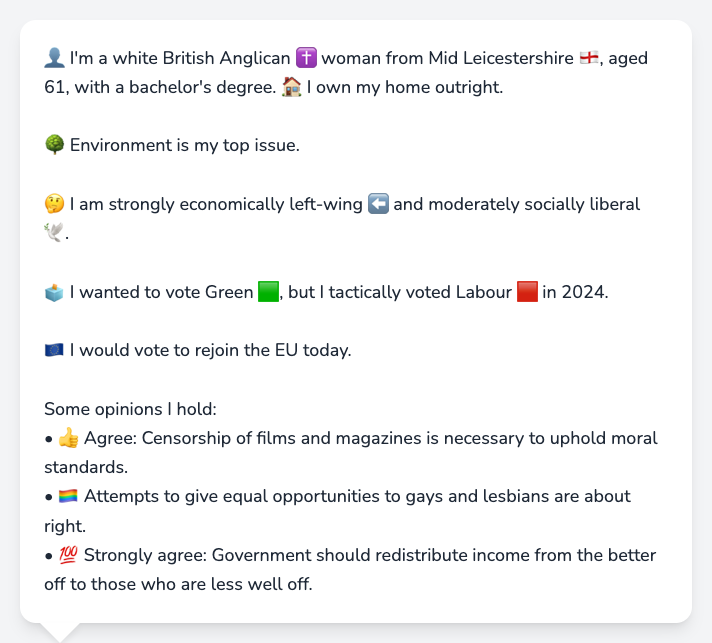 👤 I'm a white British Anglican ✝️ woman from Mid Leicestershire 🏴󠁧󠁢󠁥󠁮󠁧󠁿, aged
61, with a bachelor's degree. 🏠 I own my home outright.
🌳 Environment is my top issue.
🤔 I am strongly economically left-wing ⬅️ and moderately socially liberal
🕊️.
🗳️ I wanted to vote Green 🟩, but I tactically voted Labour 🟥 in 2024.
🇪🇺 I would vote to rejoin the EU today.
Some opinions I hold:
• 👍 Agree: Censorship of films and magazines is necessary to uphold moral
standards.
• 🏳️‍🌈 Attempts to give equal opportunities to gays and lesbians are about
right.
• 💯 Strongly agree: Government should redistribute income from the better
off to those who are less well off.